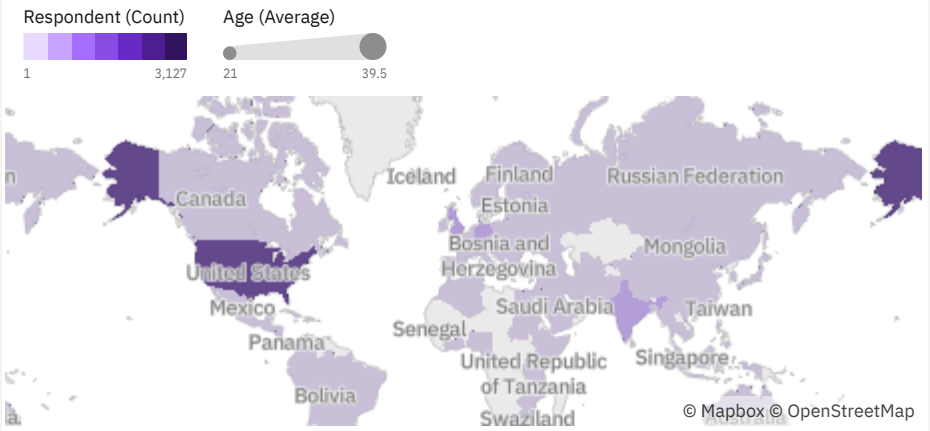 Respondent (Count)
Age (Average)
1
3,127
21
39.5
n
Iceland
Finland
Russian Federation
Canada
Estonia
Bosnia and
Herzegovina
Mongolia
United States
Mexico
Saudi Arabia
Taiwan
Senegal
Panama
United Republic
of Tanzania
Singapore
Bolivia
Swaziland
Australia
a.
© Mapbox © OpenStreetMap